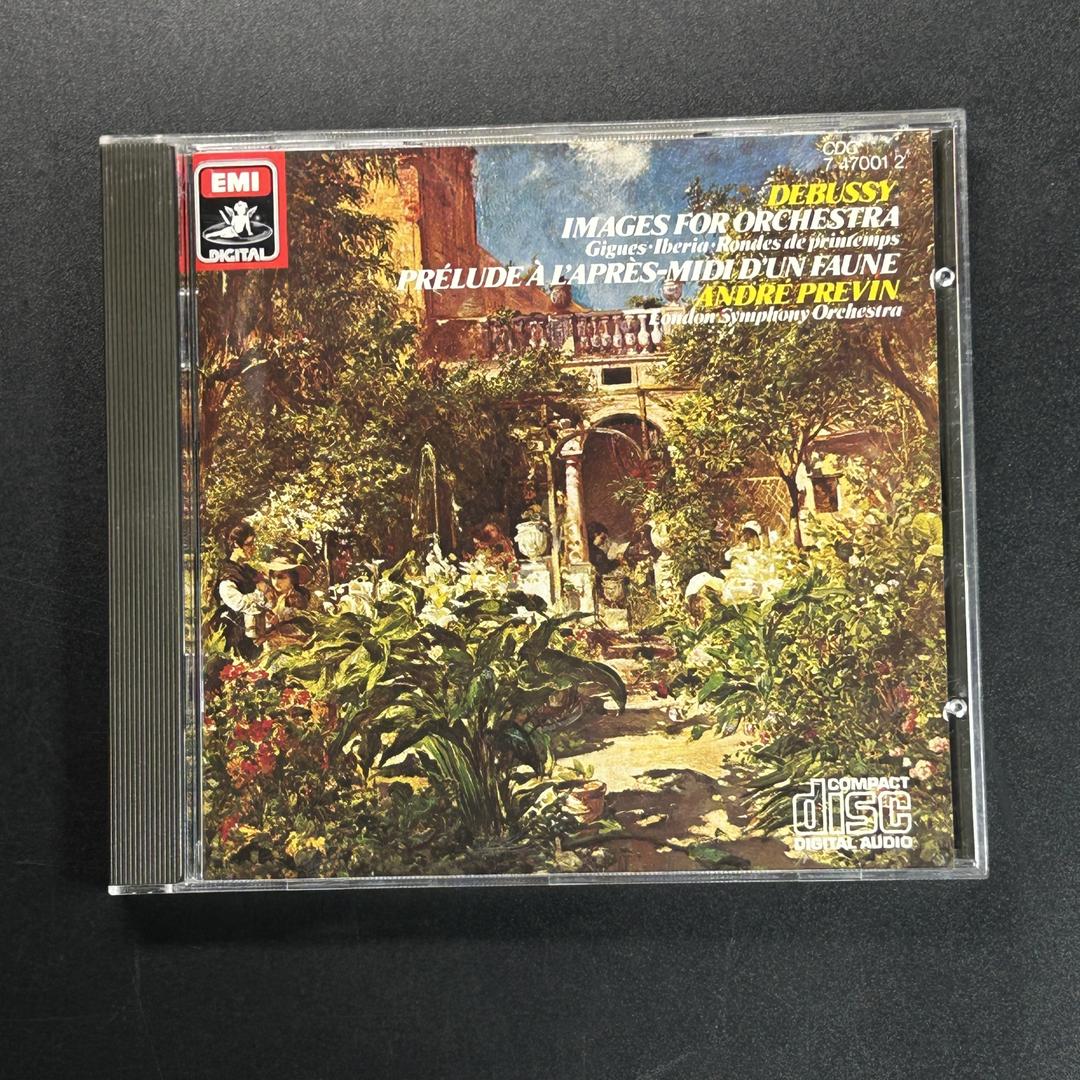 EMI
DIGITAL
CDC
7 47001 2
DEBUSSY
IMAGES FOR ORCHESTRA
Gigues·Iberia·Rondes de printemps
PRÉLUDE À L'APRÈS-MIDI D'UN FAUNE
ANDRÉ PREVIN
London Symphony Orchestra
COMPACT
disc
DIGITAL AUDIO